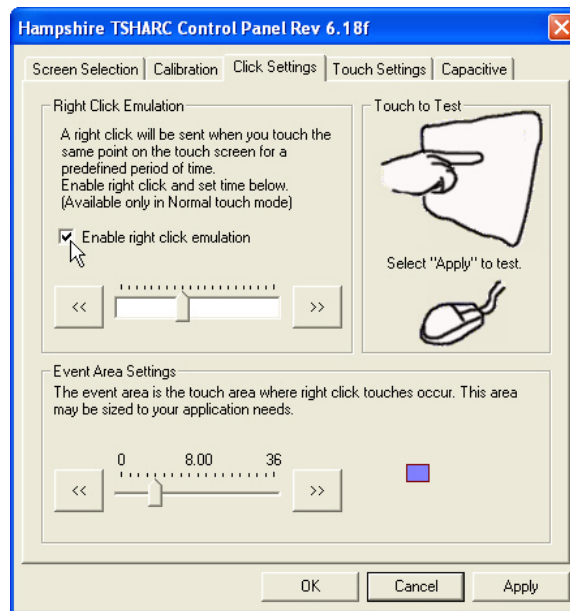 Hampshire TSHARC Control Panel Rev 6.18f
Screen Selection Calibration Click Settings Touch Settings Capacitive
Right Click Emulation
A right click will be sent when you touch the
same point on the touch screen for a
predefined period of time.
Enable right click and set time below.
(Available only in Normal touch mode)
Enable right click emulation
<< >>
Touch to Test
Select "Apply" to test.
Event Area Settings
The event area is the touch area where right click touches occur. This area
may be sized to your application needs.
0 8.00 36
<< >>
OK Cancel Apply